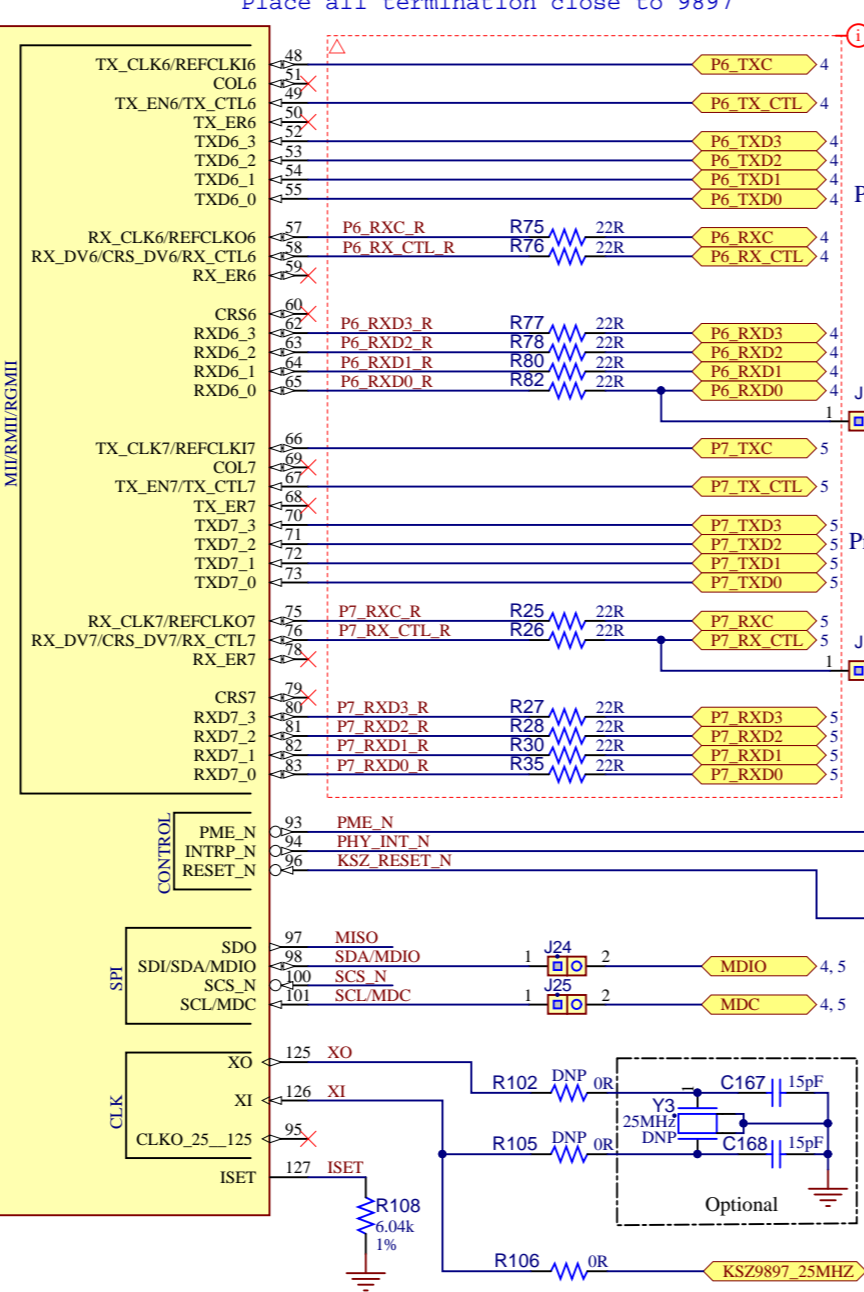 Place all termination close to 9897
i
TX_CLK6/REFCLKI6 48 P6_TXC 4
COL6 51
TX_EN6/TX_CTL6 49 P6_TX_CTL 4
TX_ER6 50
TXD6_3 52 P6_TXD3 4
TXD6_2 53 P6_TXD2 4
TXD6_1 54 P6_TXD1 4
TXD6_0 55 P6_TXD0 4
P
RX_CLK6/REFCLKO6 57 P6_RXC_R R75 22R P6_RXC 4
RX_DV6/CRS_DV6/RX_CTL6 58 P6_RX_CTL_R R76 22R P6_RX_CTL 4
RX_ER6 59
CRS6 60
RXD6_3 62 P6_RXD3_R R77 22R P6_RXD3 4
RXD6_2 63 P6_RXD2_R R78 22R P6_RXD2 4
RXD6_1 64 P6_RXD1_R R80 22R P6_RXD1 4
RXD6_0 65 P6_RXD0_R R82 22R P6_RXD0 4
J
1
MII/RMII/RGMII
TX_CLK7/REFCLKI7 66 P7_TXC 5
COL7 69
TX_EN7/TX_CTL7 67 P7_TX_CTL 5
TX_ER7 68
TXD7_3 70 P7_TXD3 5
TXD7_2 71 P7_TXD2 5
TXD7_1 72 P7_TXD1 5
TXD7_0 73 P7_TXD0 5
RX_CLK7/REFCLKO7 75 P7_RXC_R R25 22R P7_RXC 5
RX_DV7/CRS_DV7/RX_CTL7 76 P7_RX_CTL_R R26 22R P7_RX_CTL 5
J
RX_ER7 78
1
CRS7 79
RXD7_3 80 P7_RXD3_R R27 22R P7_RXD3 5
RXD7_2 81 P7_RXD2_R R28 22R P7_RXD2 5
RXD7_1 82 P7_RXD1_R R30 22R P7_RXD1 5
RXD7_0 83 P7_RXD0_R R35 22R P7_RXD0 5
CONTROL
PME_N 93 PME_N
INTRP_N 94 PHY_INT_N
RESET_N 96 KSZ_RESET_N
SPI
SDO 97 MISO
J24
SDI/SDA/MDIO 98 SDA/MDIO 1 2 MDIO 4, 5
SCS_N 100 SCS_N
J25
SCL/MDC 101 SCL/MDC 1 2 MDC 4, 5
CLK
XO 125 XO
R102 DNP 0R 1 C167 15pF
XI 126 XI
Y3
25MHz
DNP
CLKO_25__125 95
R105 DNP 0R C168 15pF
ISET 127 ISET
Optional
R108
6.04k
1%
R106 0R KSZ9897_25MHZ